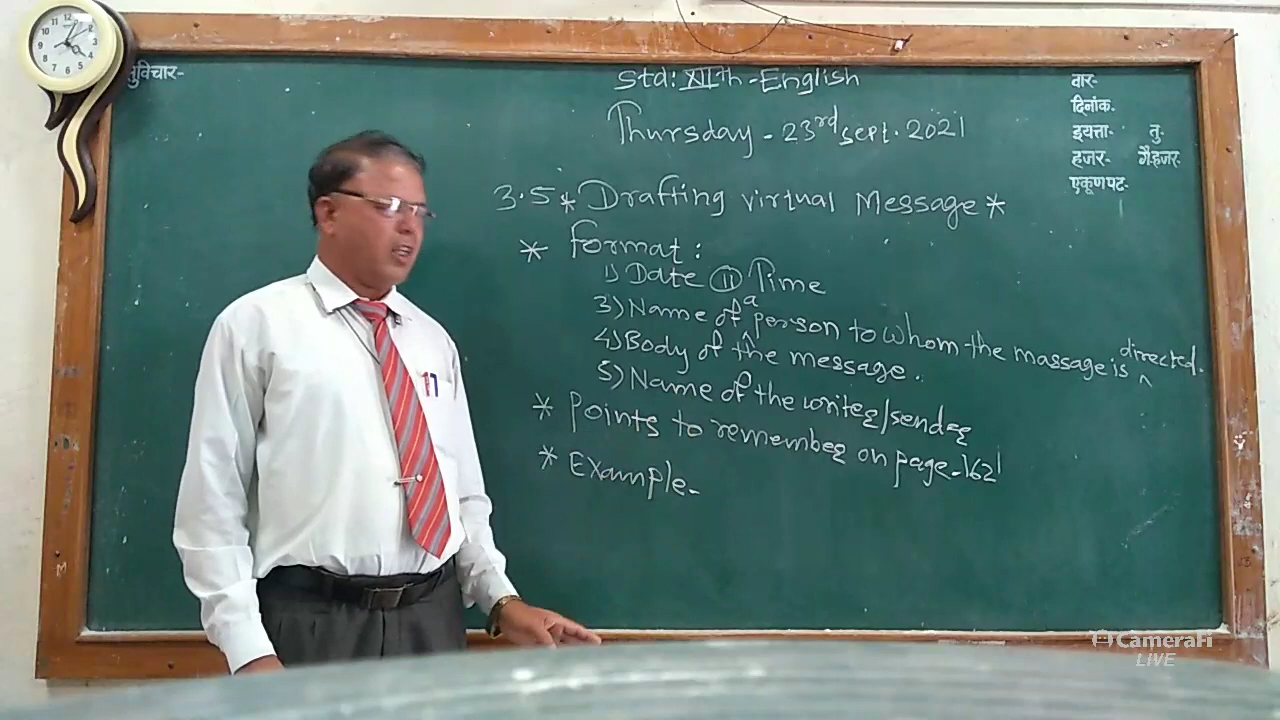 सुविचार-
Std: XIIth - English
Thursday - 23rd sept. 2021
3.5 * Drafting virtual Message *
* Format:
1) Date (ii) Time
3) Name of a person to whom the massage is directed.
4) Body of the message.
5) Name of the writer/sender
* Points to remember on page-162
* Example-
वार-
दिनांक.
इयत्ता- तु-
हजर- गै.हजर-
एकूण पट-
CameraFi
LIVE